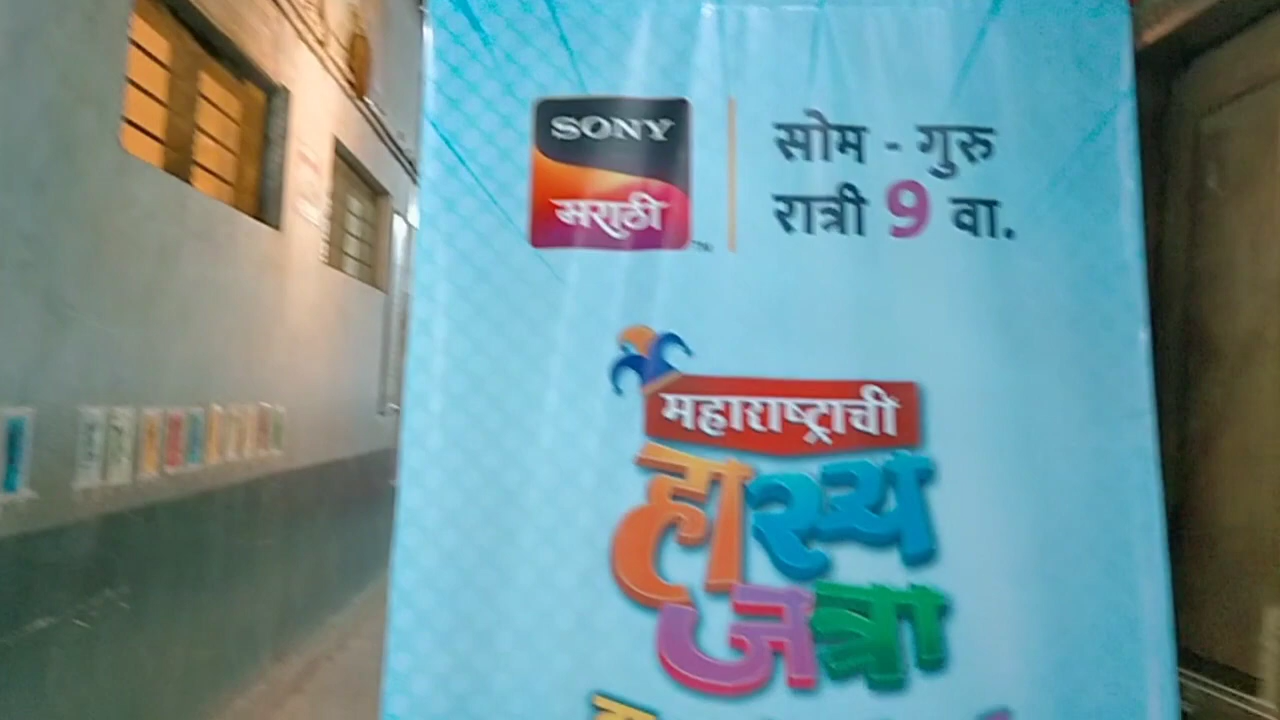 SONY
मराठी
सोम - गुरु
रात्री 9 वा.
महाराष्ट्राची
हास्य
जत्रा